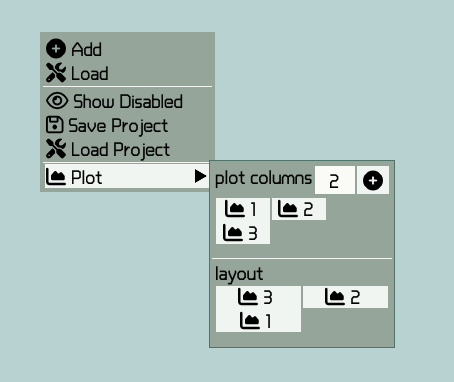 Add
Load
Show Disabled
Save Project
Load Project
Plot
plot columns 2
1 2
3
layout
3 2
1